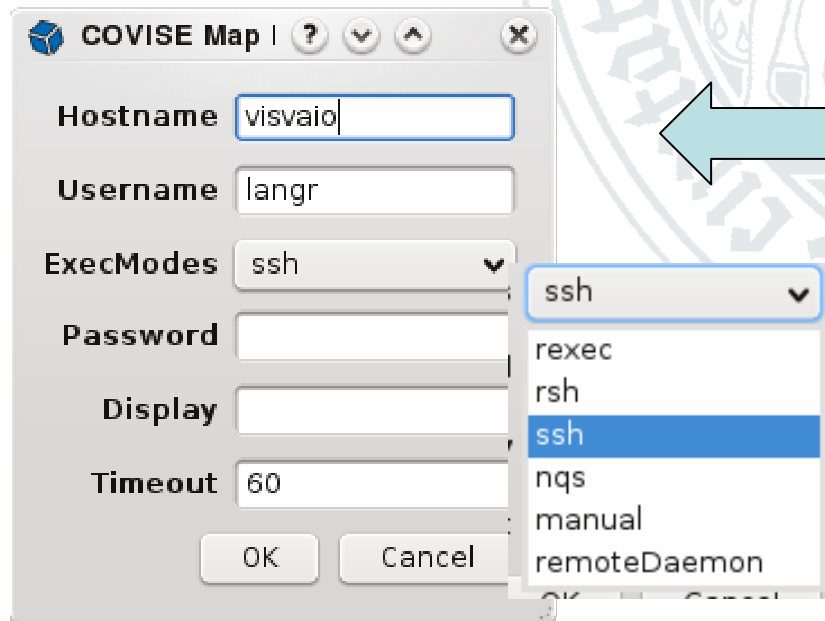 COVISE Map
Hostname visvaio
Username langr
ExecModes ssh
Password
Display
Timeout 60
OK Cancel
ssh
rexec
rsh
ssh
nqs
manual
remoteDaemon